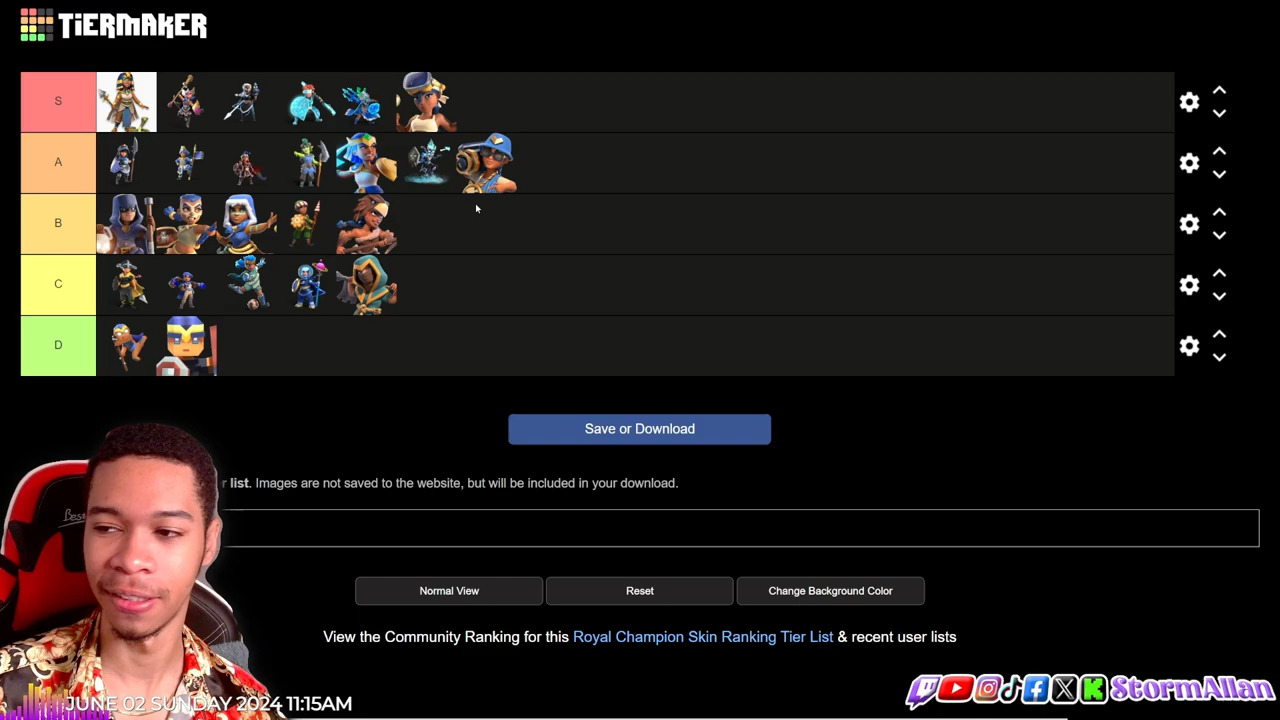 TiERMAKER
S
A
B
C
D
Save or Download
r list. Images are not saved to the website, but will be included in your download.
Normal View
Reset
Change Background Color
View the Community Ranking for this Royal Champion Skin Ranking Tier List & recent user lists
Bes
JUNE 02 SUNDAY 2024 11:15AM
StormAllan